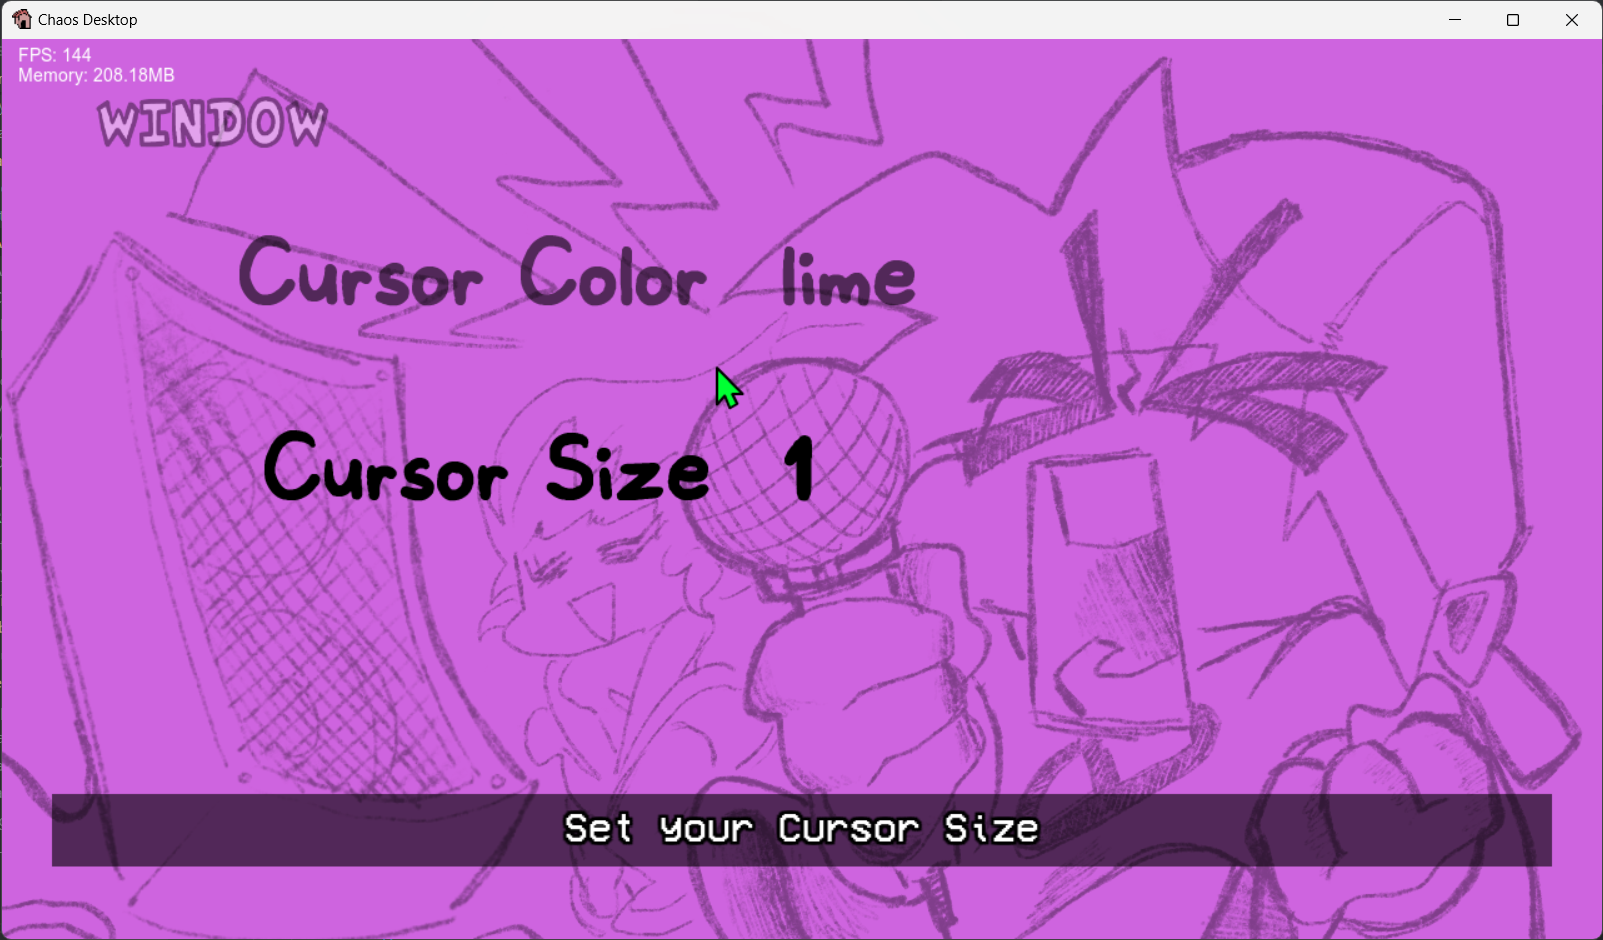 Chaos Desktop
FPS: 144
Memory: 208.18MB
WINDOW
Cursor Color lime
Cursor Size 1
Set your Cursor Size